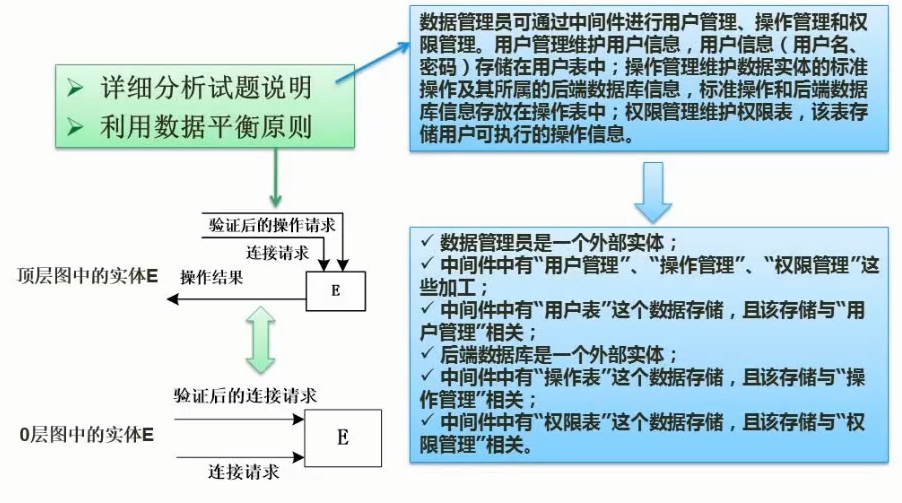 数据管理员可通过中间件进行用户管理、操作管理和权
限管理。用户管理维护用户信息，用户信息（用户名、
密码）存储在用户表中；操作管理维护数据实体的标准
操作及其所属的后端数据库信息，标准操作和后端数据
库信息存放在操作表中；权限管理维护权限表，该表存
储用户可执行的操作信息。
➢ 详细分析试题说明
➢ 利用数据平衡原则
验证后的操作请求
连接请求
顶层图中的实体E
操作结果
E
验证后的连接请求
0层图中的实体E
E
连接请求
✓ 数据管理员是一个外部实体；
✓ 中间件中有“用户管理”、“操作管理”、“权限管理”这
些加工；
✓ 中间件中有“用户表”这个数据存储，且该存储与“用
户管理”相关；
✓ 后端数据库是一个外部实体；
✓ 中间件中有“操作表”这个数据存储，且该存储与“操
作管理”相关；
✓ 中间件中有“权限表”这个数据存储，且该存储与“权
限管理”相关。